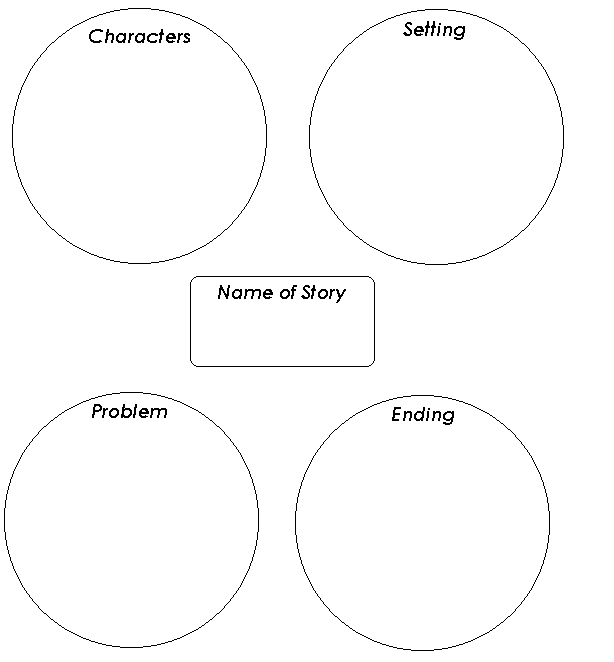 Characters
Setting
Name of Story
Problem
Ending